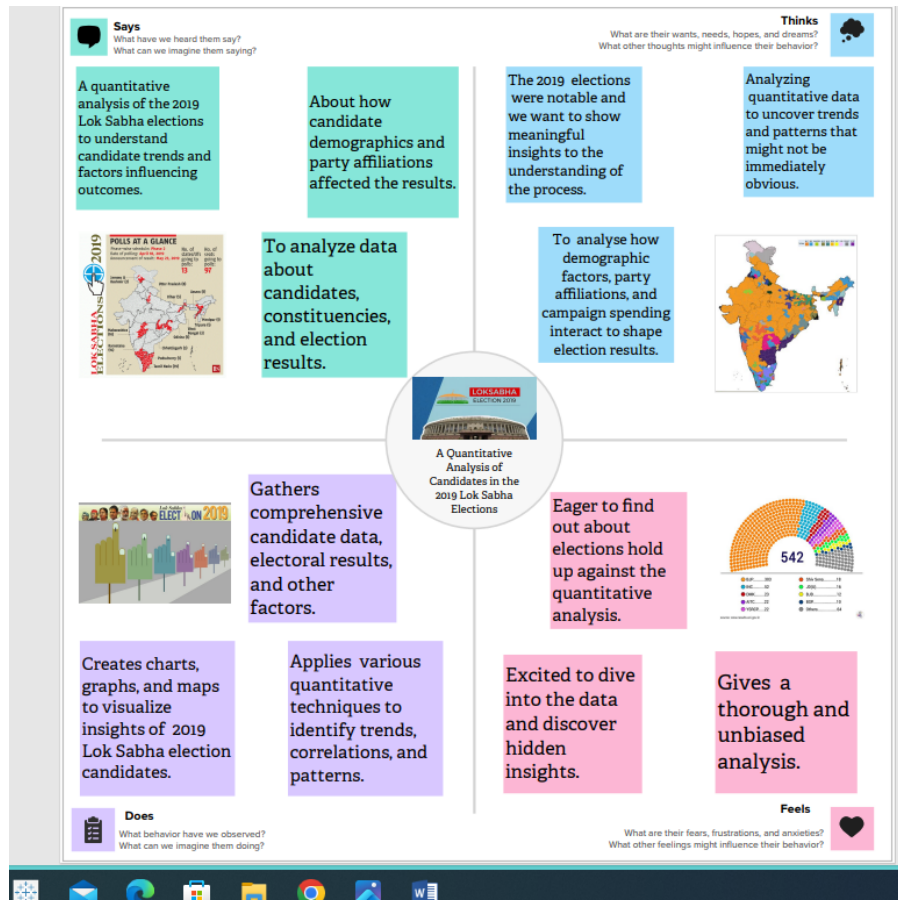 Says
What have we heard them say?
What can we imagine them saying?
Thinks
What are their wants, needs, hopes, and dreams?
What other thoughts might influence their behavior?
A quantitative
analysis of the 2019
Lok Sabha elections
to understand
candidate trends and
factors influencing
outcomes.
About how
candidate
demographics and
party affiliations
affected the results.
The 2019 elections
were notable and
we want to show
meaningful
insights to the
understanding of
the process.
Analyzing
quantitative data
to uncover trends
and patterns that
might not be
immediately
obvious.
LOK SABHA
ELECTIONS 2019
POLLS AT A GLANCE
13
97
To analyze data
about
candidates,
constituencies,
and election
results.
To analyse how
demographic
factors, party
affiliations, and
campaign spending
interact to shape
election results.
LOKSABHA
ELECTION 2019
A Quantitative
Analysis of
Candidates in the
2019 Lok Sabha
Elections
Lok Sabha
ELECTION 2019
Gathers
comprehensive
candidate data,
electoral results,
and other
factors.
Eager to find
out about
elections hold
up against the
quantitative
analysis.
542
Creates charts,
graphs, and maps
to visualize
insights of 2019
Lok Sabha election
candidates.
Applies various
quantitative
techniques to
identify trends,
correlations, and
patterns.
Excited to dive
into the data
and discover
hidden
insights.
Gives a
thorough and
unbiased
analysis.
Does
What behavior have we observed?
What can we imagine them doing?
Feels
What are their fears, frustrations, and anxieties?
What other feelings might influence their behavior?